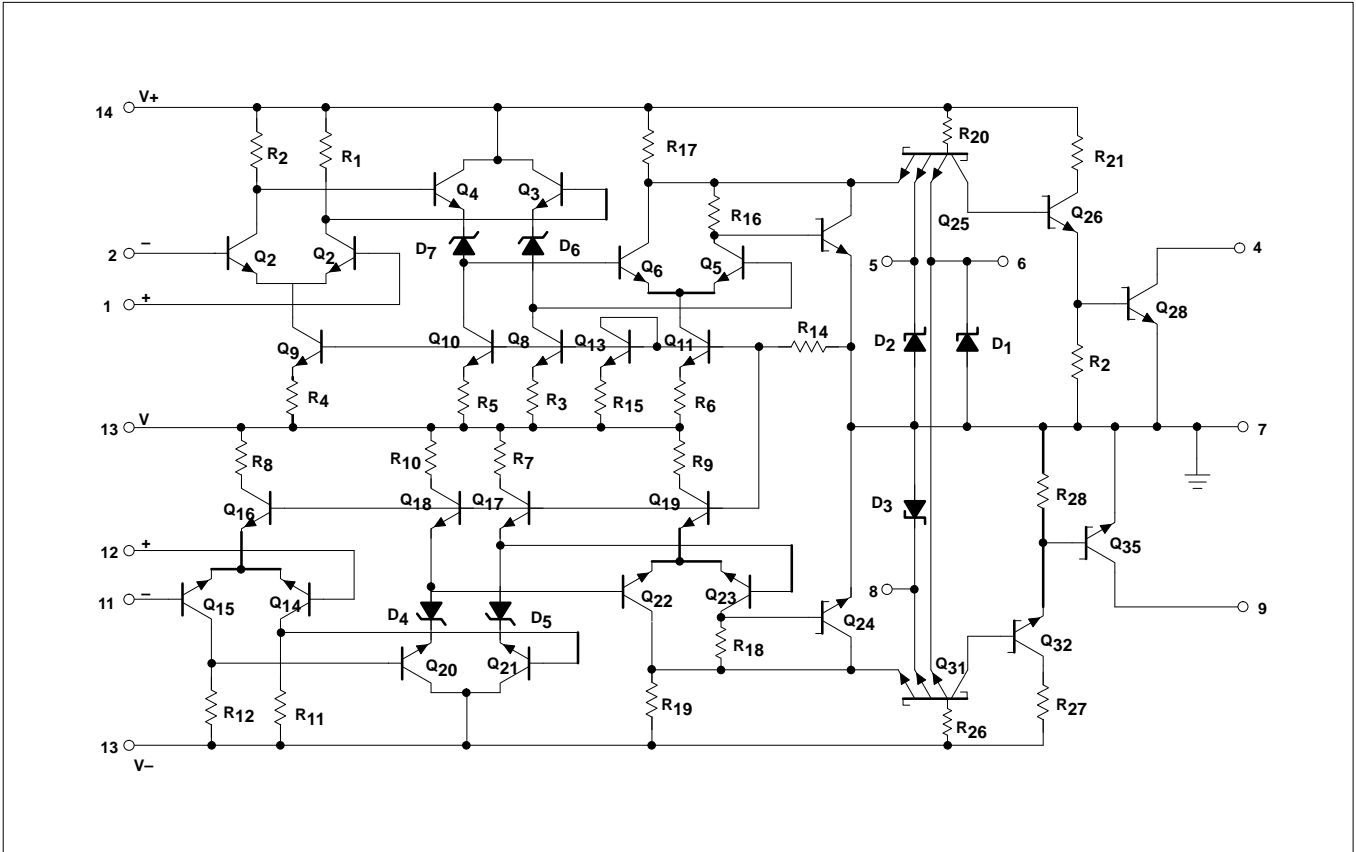 14 V+
R2
R1
R17
R20
R21
Q4
Q3
R16
Q25
Q26
2 –
Q2
Q2
D7
D6
Q6
Q5
5
6
4
1 +
Q28
Q9
Q10
Q8
Q13
Q11
R14
D2
D1
R2
R4
R5
R3
R15
R6
13 V
7
R8
R10
R7
R9
R28
Q16
Q18
Q17
Q19
D3
Q35
12 +
11 –
Q15
Q14
D4
D5
Q22
Q23
8
9
Q24
Q20
Q21
R18
Q31
Q32
R12
R11
R19
R26
R27
13
V–